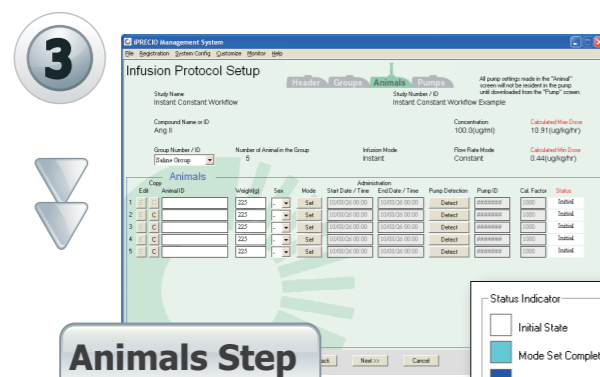 3
iPRECIO Management System
File Registration System Config Customize Monitor Help
Infusion Protocol Setup
Header Groups Animals Pumps
All pump settings made in the "Animal"
screen will not be resident in the pump
until downloaded from the "Pump" screen.
Study Name Study Number / ID
Instant Constant Workflow Instant Constant Workflow Example
Compound Name or ID Concentration Calculated Max Dose
Ang II 100.0(ug/ml) 10.91(ug/kg/hr)
Group Number / ID Number of Animal in the Group Infusion Mode Flow Rate Mode Calculated Min Dose
Saline Group 5 Instant Constant 0.44(ug/kg/hr)
Animals
Copy Administration
Edit Animal ID Weight(g) Sex Mode Start Date / Time End Date / Time Pump Detection Pump ID Cal. Factor Status
1 E C 225 - Set 10/03/26 00:00 10/03/26 00:00 Detect ####### 1000 Initial
2 E C 225 - Set 10/03/26 00:00 10/03/26 00:00 Detect ####### 1000 Initial
3 E C 225 - Set 10/03/26 00:00 10/03/26 00:00 Detect ####### 1000 Initial
4 E C 225 - Set 10/03/26 00:00 10/03/26 00:00 Detect ####### 1000 Initial
5 E C 225 - Set 10/03/26 00:00 10/03/26 00:00 Detect ####### 1000 Initial
Status Indicator
Initial State
Mode Set Complet
Next >> Cancel
Animals Step